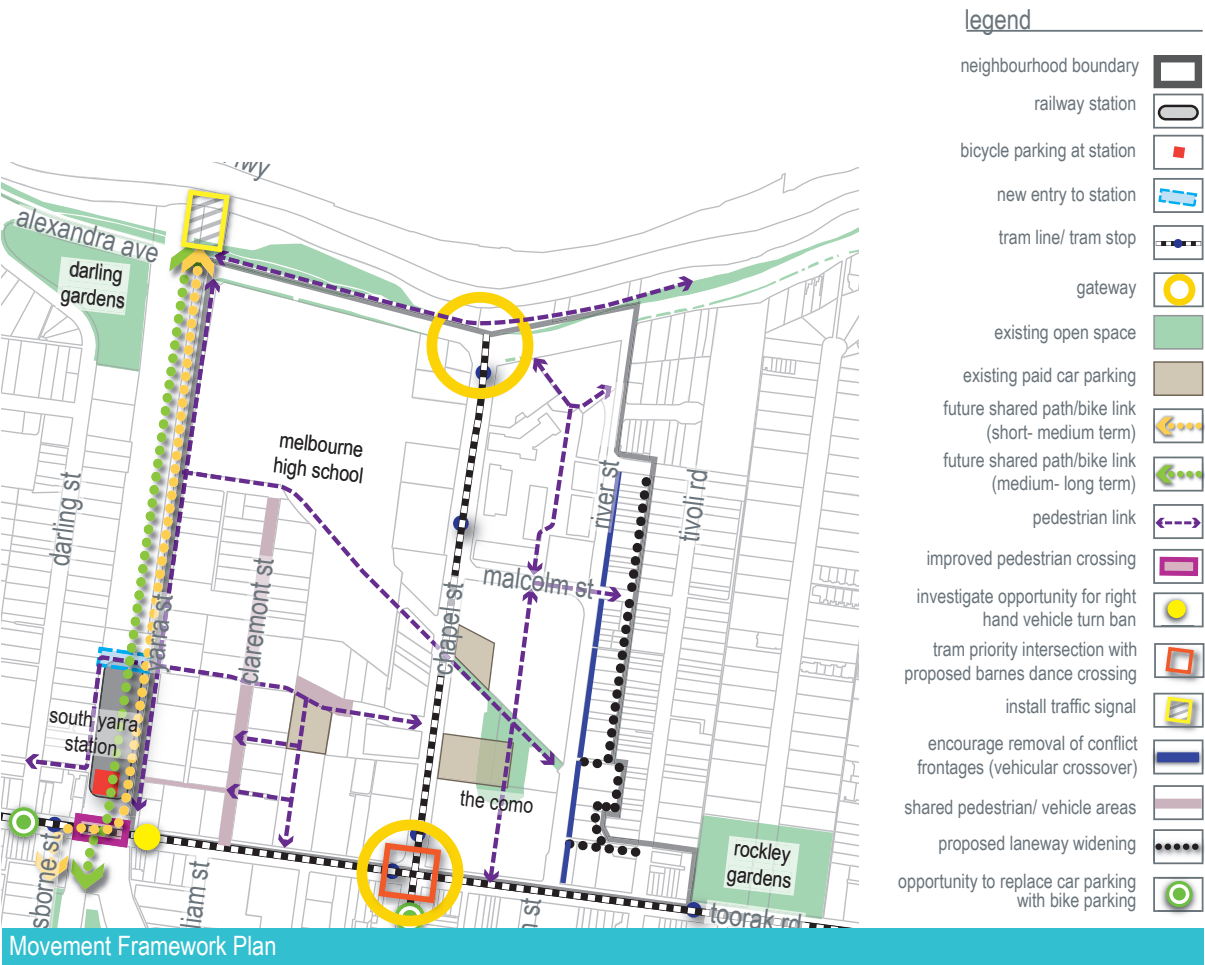 legend
neighbourhood boundary
railway station
bicycle parking at station
new entry to station
tram line/ tram stop
gateway
existing open space
existing paid car parking
future shared path/bike link
(short- medium term)
future shared path/bike link
(medium- long term)
pedestrian link
improved pedestrian crossing
investigate opportunity for right
hand vehicle turn ban
tram priority intersection with
proposed barnes dance crossing
install traffic signal
encourage removal of conflict
frontages (vehicular crossover)
shared pedestrian/ vehicle areas
proposed laneway widening
opportunity to replace car parking
with bike parking
alexandra ave
darling
gardens
melbourne
high school
darling st
yarra st
claremont st
chapel st
malcolm st
river st
tivoli rd
south yarra
station
the como
rockley
gardens
toorak rd
sborne st
liam st
st
Movement Framework Plan